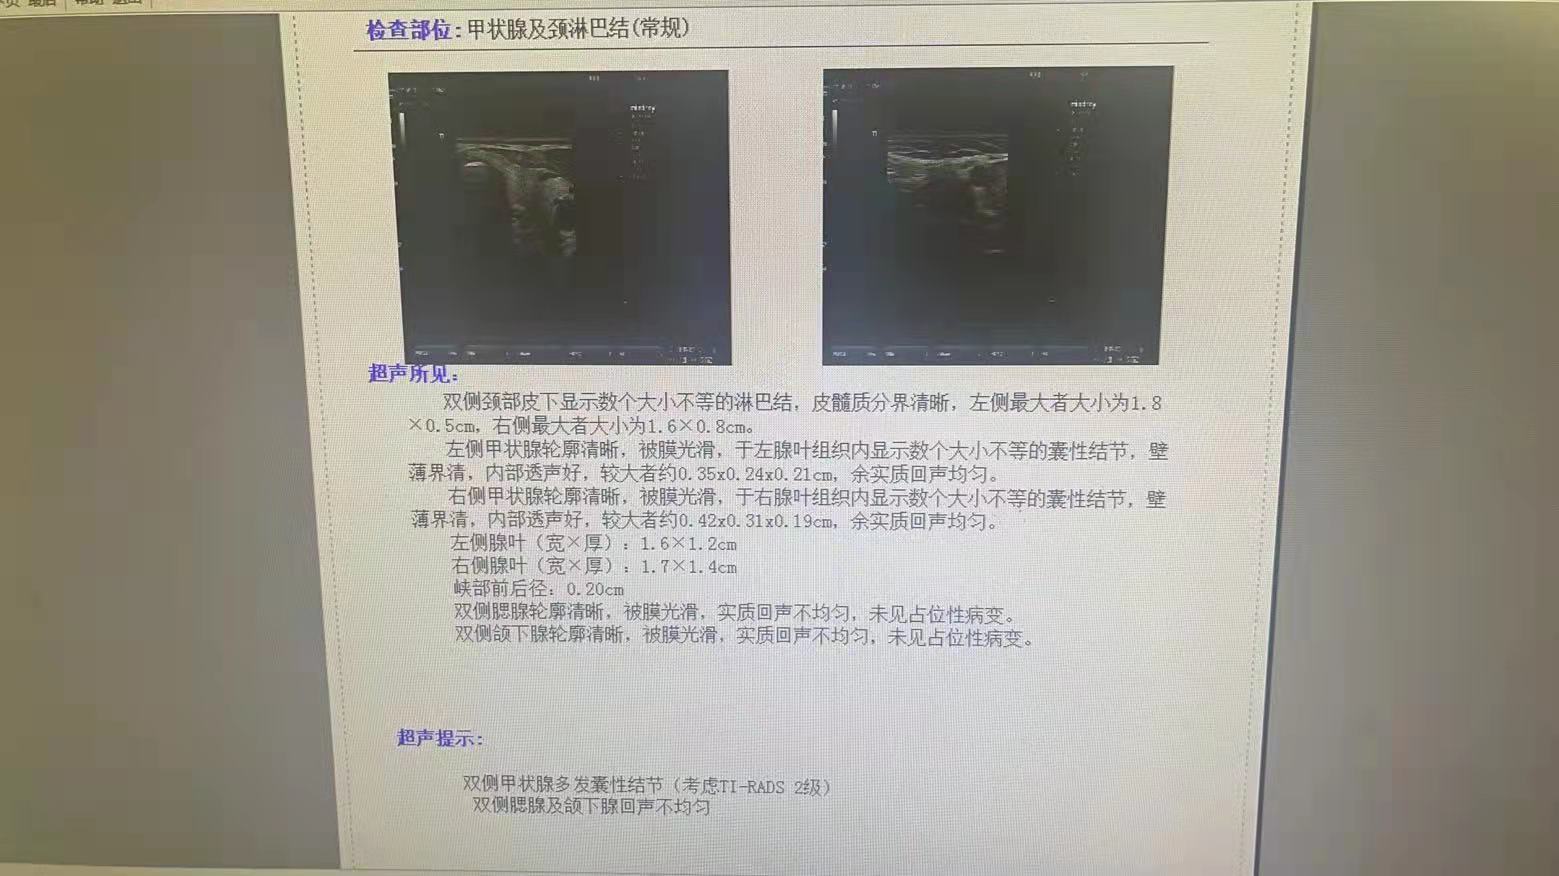 检查部位:甲状腺及颈淋巴结(常规)
mindray
mindray
超声所见:
双侧颈部皮下显示数个大小不等的淋巴结，皮髓质分界清晰，左侧最大者大小为1.8
×0.5cm，右侧最大者大小为1.6×0.8cm。
左侧甲状腺轮廓清晰，被膜光滑，于左腺叶组织内显示数个大小不等的囊性结节，壁
薄界清，内部透声好，较大者约0.35x0.24x0.21cm，余实质回声均匀。
右侧甲状腺轮廓清晰，被膜光滑，于右腺叶组织内显示数个大小不等的囊性结节，壁
薄界清，内部透声好，较大者约0.42x0.31x0.19cm，余实质回声均匀。
左侧腺叶（宽×厚）：1.6×1.2cm
右侧腺叶（宽×厚）：1.7×1.4cm
峡部前后径：0.20cm
双侧腮腺轮廓清晰，被膜光滑，实质回声不均匀，未见占位性病变。
双侧颌下腺轮廓清晰，被膜光滑，实质回声不均匀，未见占位性病变。
超声提示:
双侧甲状腺多发囊性结节（考虑TI-RADS 2级）
双侧腮腺及颌下腺回声不均匀